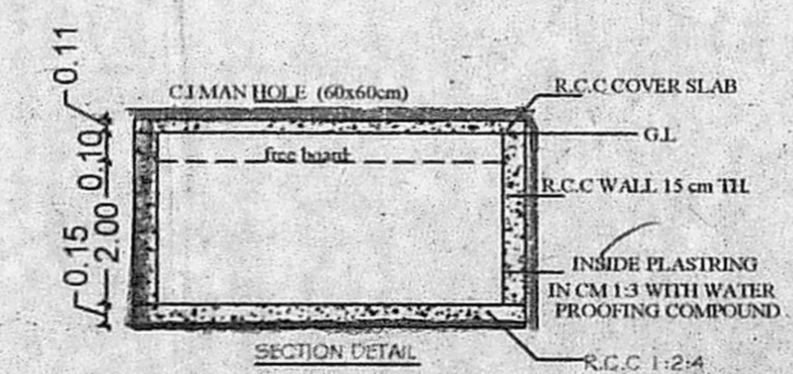 0.11
C.I MAN HOLE (60x60cm)
R.C.C COVER SLAB
G.L
free board
0.10
R.C.C WALL 15 cm TH.
2.00
0.15
INSIDE PLASTRING
IN CM 1:3 WITH WATER
PROOFING COMPOUND
SECTION DETAIL
R.C.C 1:2:4